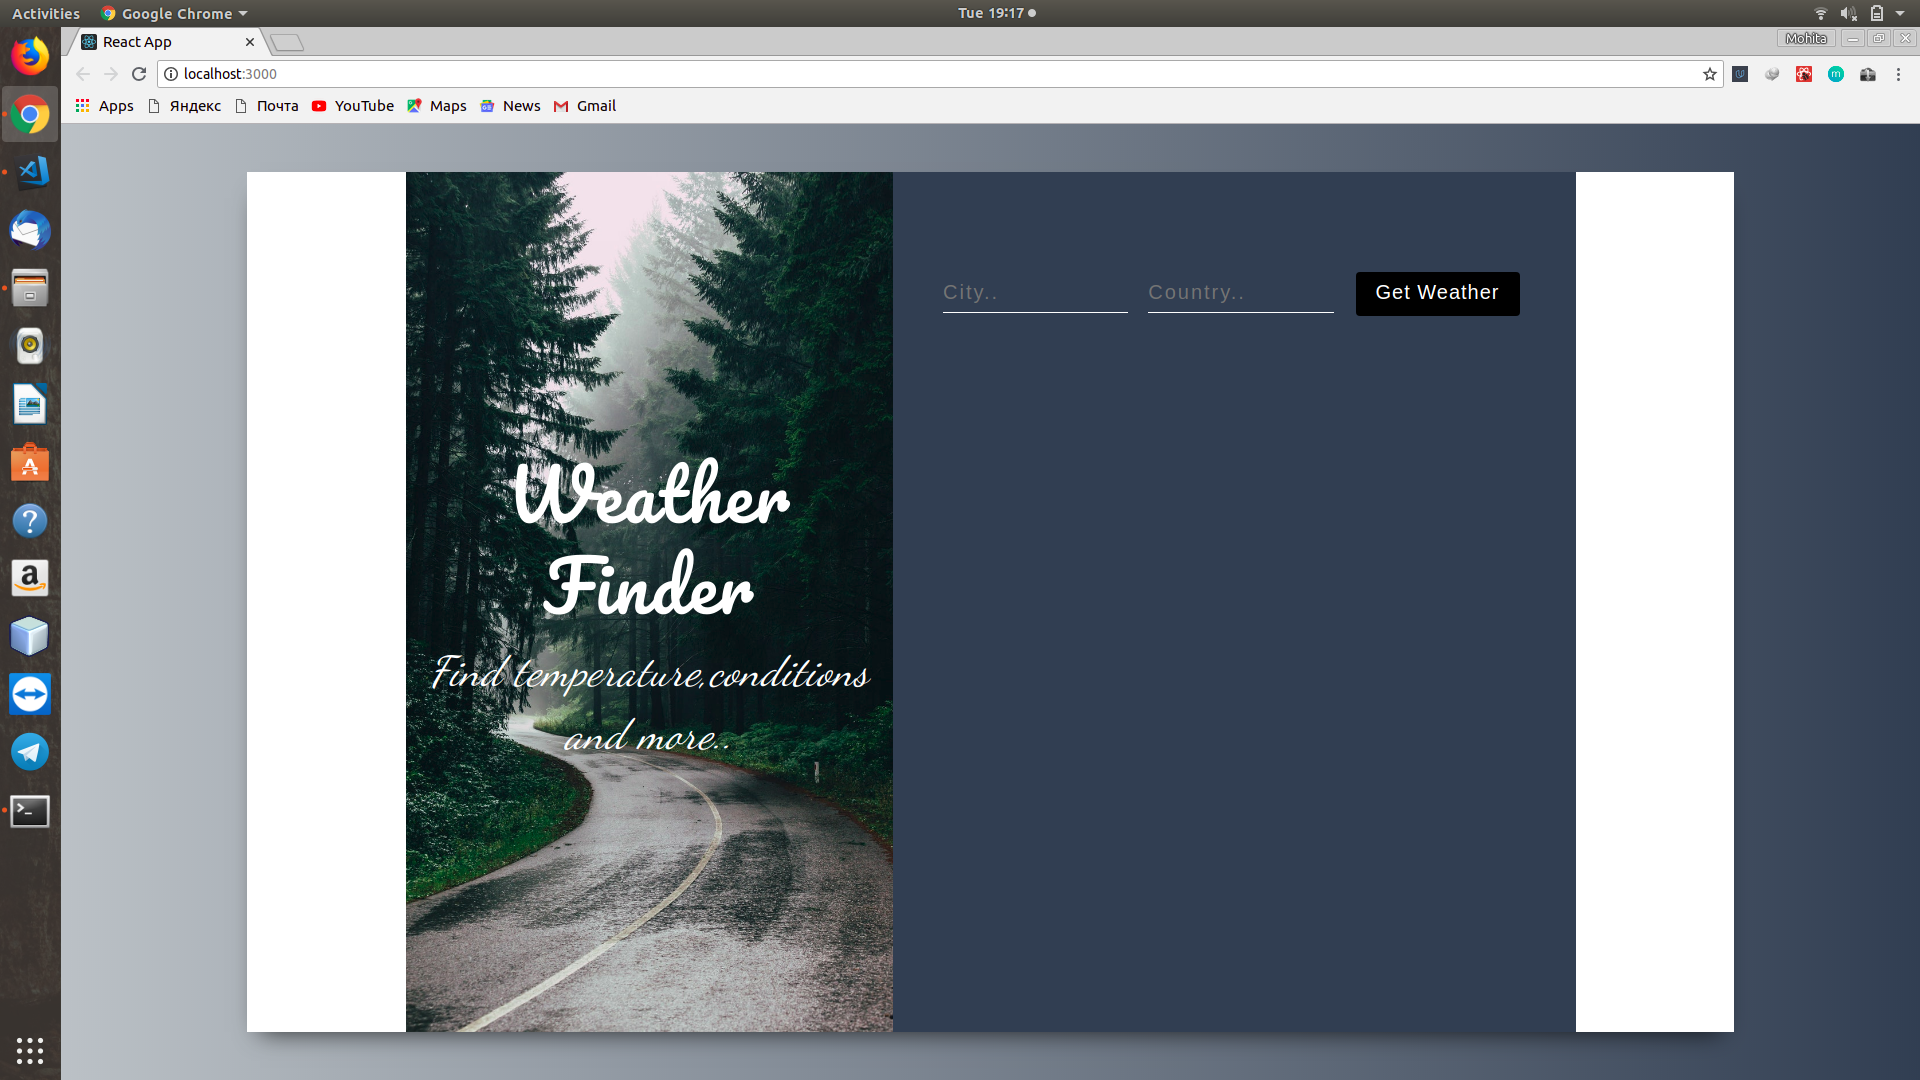 Activities
Google Chrome
Tue 19:17
React App
Mohita
localhost:3000
Apps
Яндекс
Почта
YouTube
Maps
News
Gmail
City..
Country..
Get Weather
Weather
Finder
Find temperature,conditions
and more..